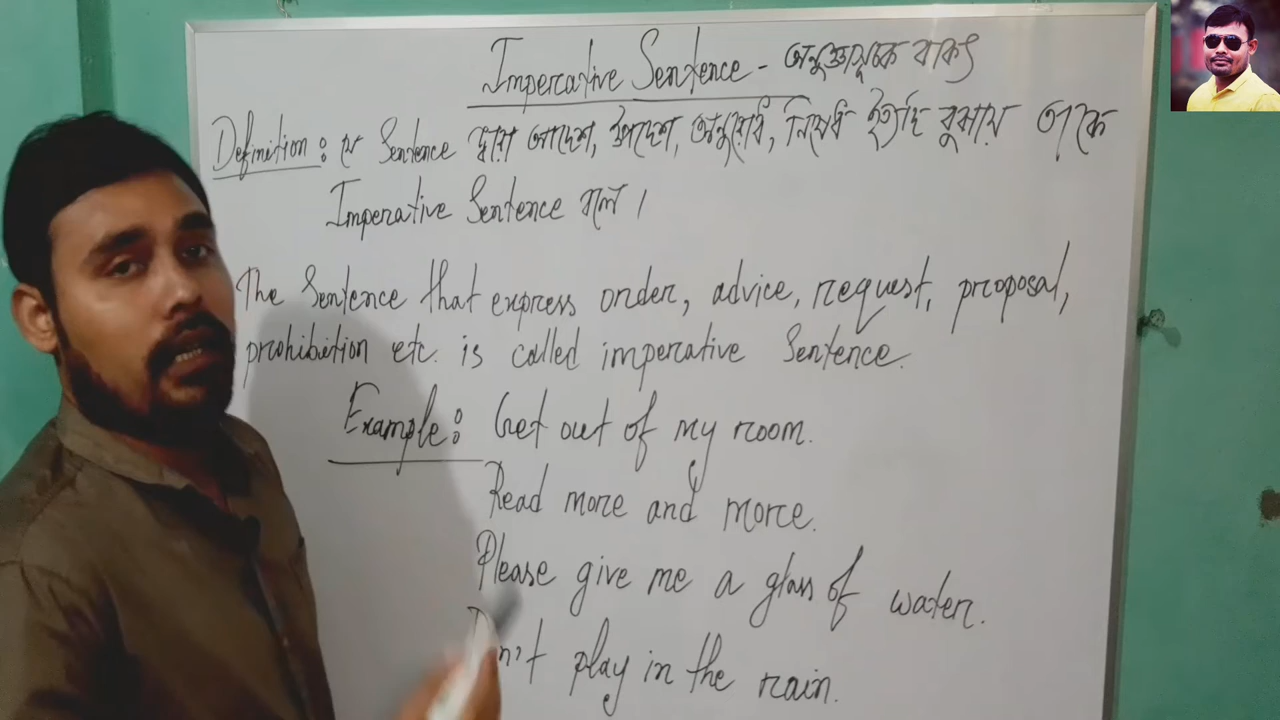 Imperative Sentence - অনুজ্ঞাসূচক বাক্য
Definition: যে Sentence দ্বারা আদেশ, উপদেশ, অনুরোধ, নিষেধ ইত্যাদি বুঝায় তাকে
Imperative Sentence বলে।
The Sentence that express order, advice, request, proposal,
prohibition etc. is called imperative Sentence.
Example: Get out of my room.
Read more and more.
Please give me a glass of water.
play in the rain.